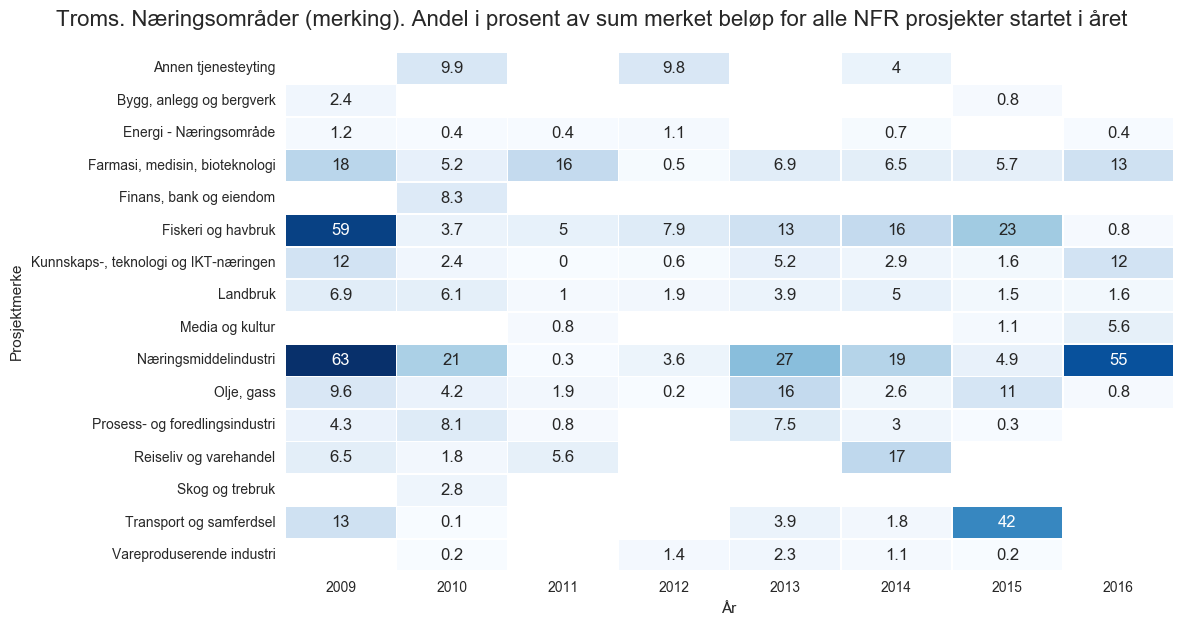 Troms. Næringsområder (merking). Andel i prosent av sum merket beløp for alle NFR prosjekter startet i året
Prosjektmerke
Annen tjenesteyting 9.9 9.8 4
Bygg, anlegg og bergverk 2.4 0.8
Energi - Næringsområde 1.2 0.4 0.4 1.1 0.7 0.4
Farmasi, medisin, bioteknologi 18 5.2 16 0.5 6.9 6.5 5.7 13
Finans, bank og eiendom 8.3
Fiskeri og havbruk 59 3.7 5 7.9 13 16 23 0.8
Kunnskaps-, teknologi og IKT-næringen 12 2.4 0 0.6 5.2 2.9 1.6 12
Landbruk 6.9 6.1 1 1.9 3.9 5 1.5 1.6
Media og kultur 0.8 1.1 5.6
Næringsmiddelindustri 63 21 0.3 3.6 27 19 4.9 55
Olje, gass 9.6 4.2 1.9 0.2 16 2.6 11 0.8
Prosess- og foredlingsindustri 4.3 8.1 0.8 7.5 3 0.3
Reiseliv og varehandel 6.5 1.8 5.6 17
Skog og trebruk 2.8
Transport og samferdsel 13 0.1 3.9 1.8 42
Vareproduserende industri 0.2 1.4 2.3 1.1 0.2
2009 2010 2011 2012 2013 2014 2015 2016
År